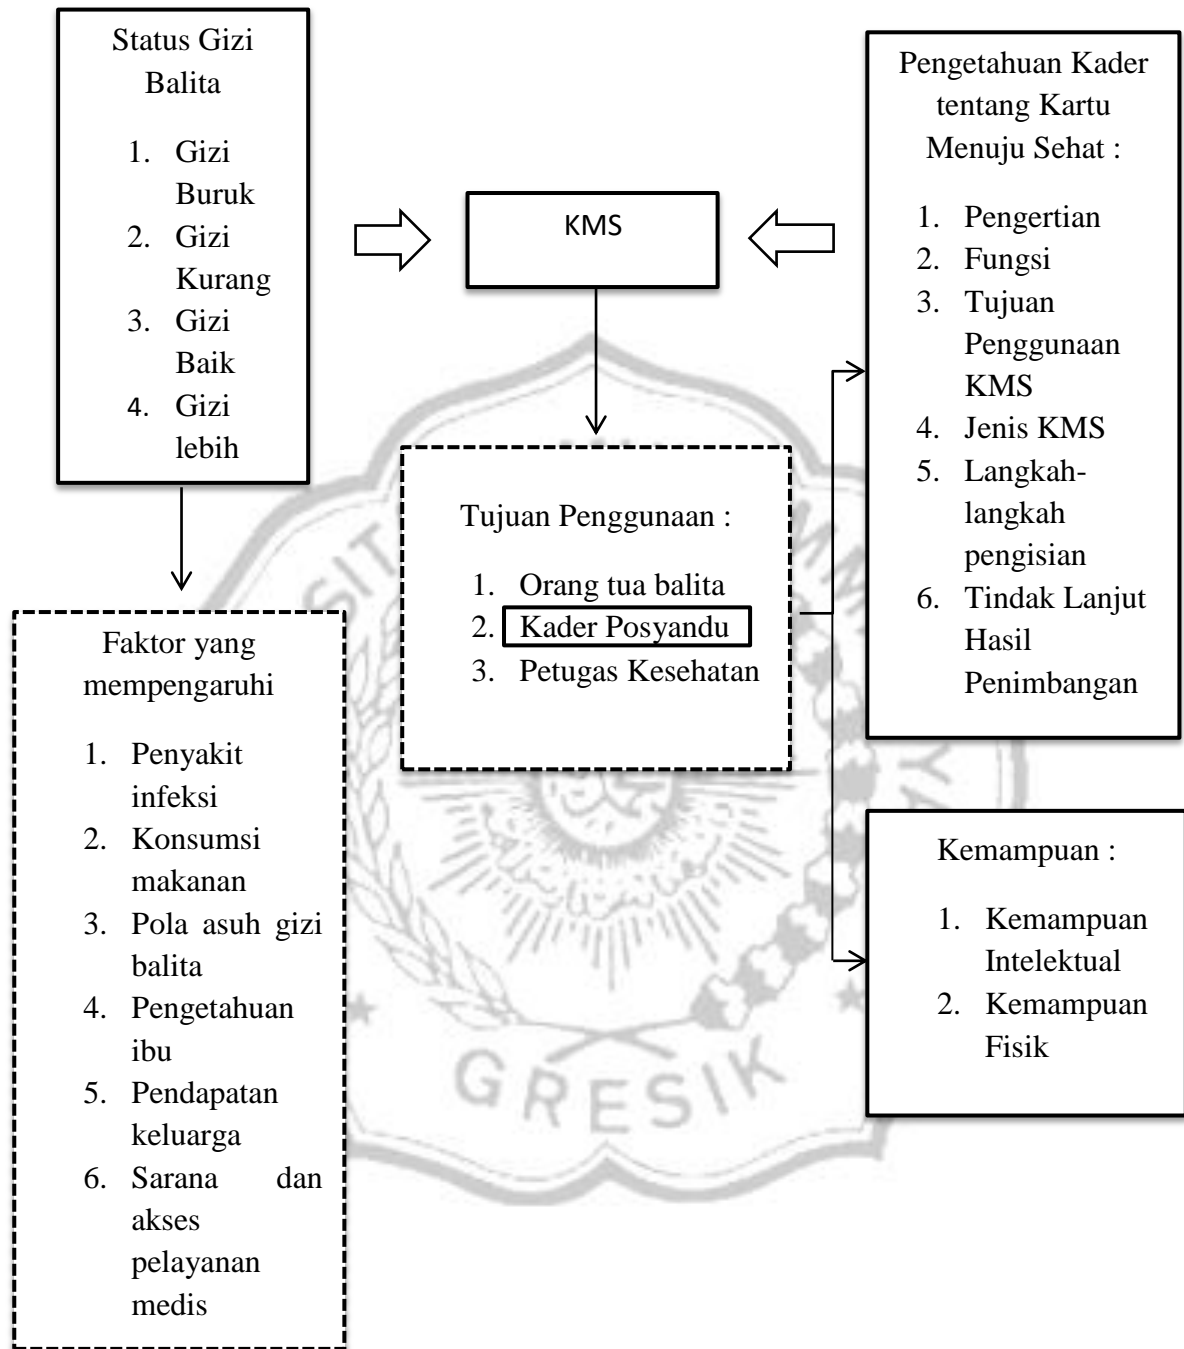 Status Gizi
Balita
1. Gizi
Buruk
2. Gizi
Kurang
3. Gizi
Baik
4. Gizi
lebih
KMS
Pengetahuan Kader
tentang Kartu
Menuju Sehat :
1. Pengertian
2. Fungsi
3. Tujuan
Penggunaan
KMS
4. Jenis KMS
5. Langkah-
langkah
pengisian
6. Tindak Lanjut
Hasil
Penimbangan
Tujuan Penggunaan :
1. Orang tua balita
2. Kader Posyandu
3. Petugas Kesehatan
Faktor yang
mempengaruhi
1. Penyakit
infeksi
2. Konsumsi
makanan
3. Pola asuh gizi
balita
4. Pengetahuan
ibu
5. Pendapatan
keluarga
6. Sarana dan
akses
pelayanan
medis
Kemampuan :
1. Kemampuan
Intelektual
2. Kemampuan
Fisik
GRESIK